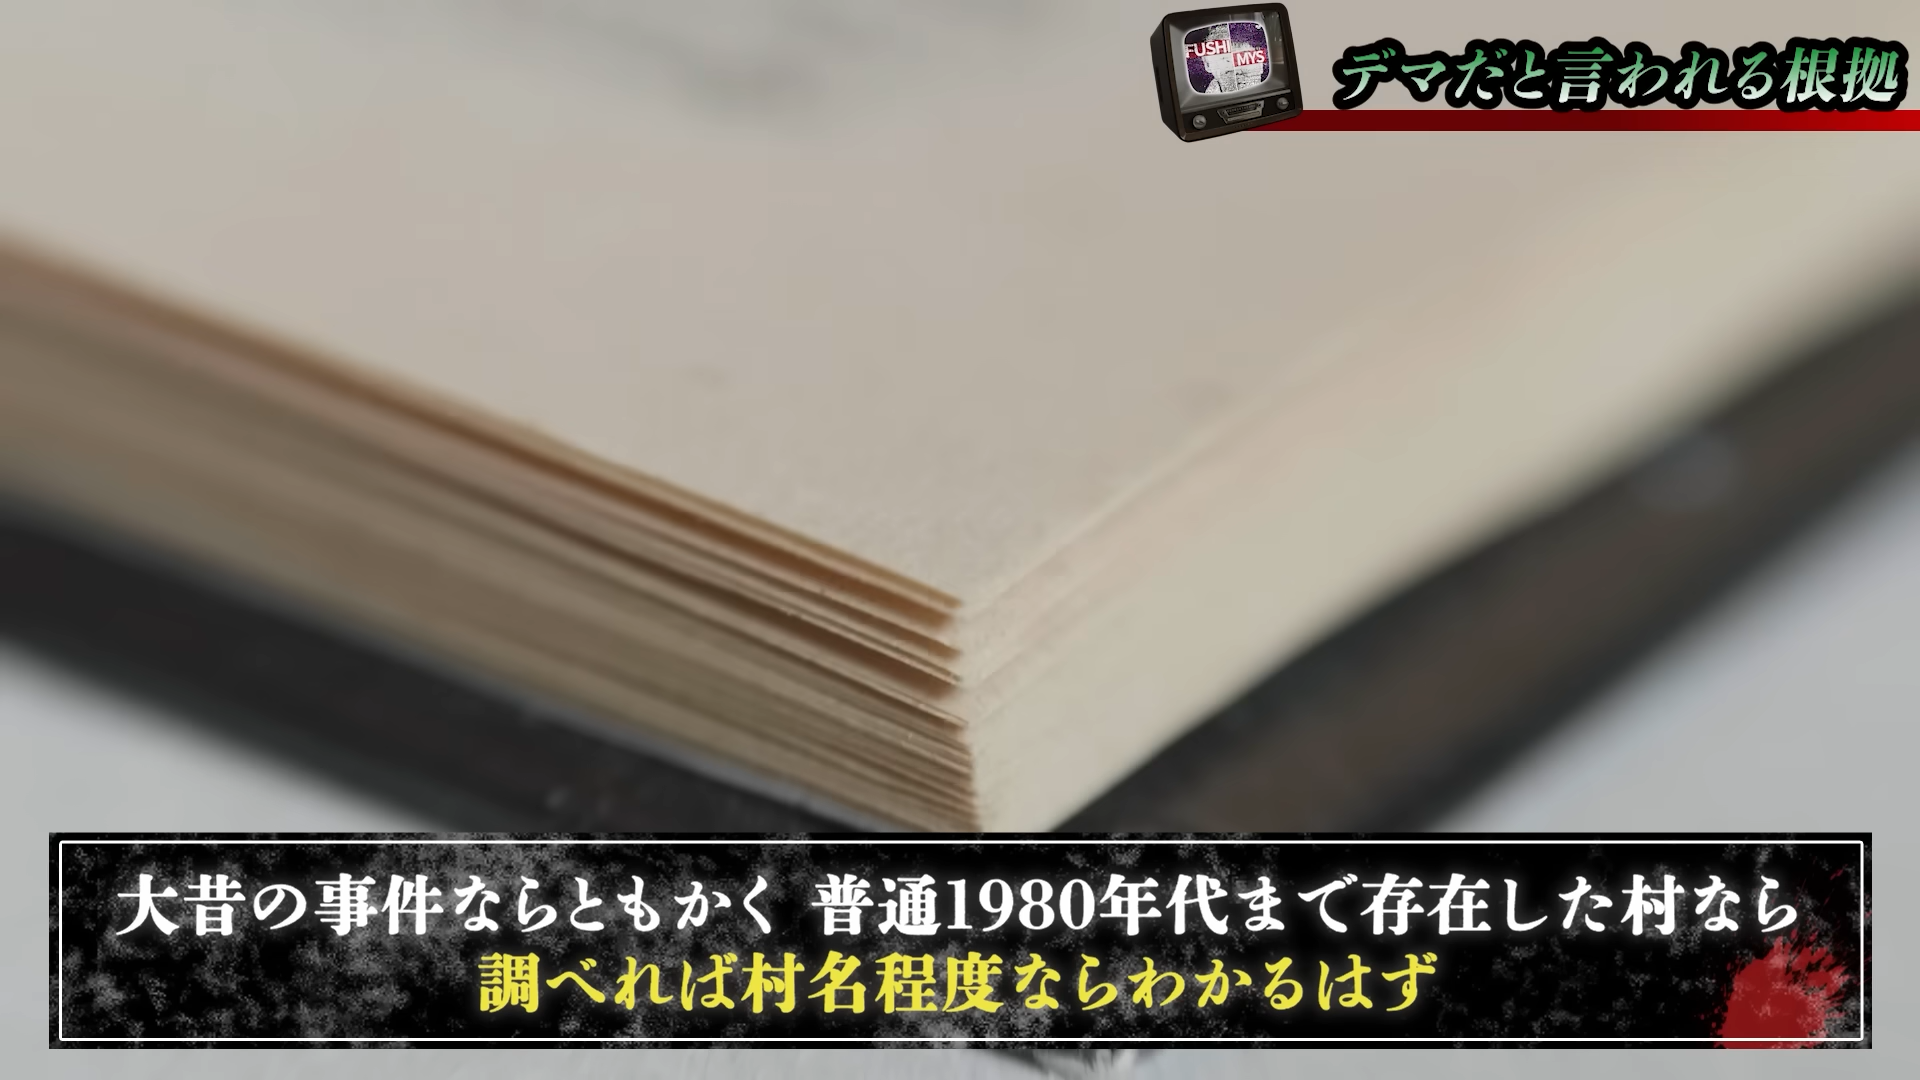 FUSHI
MYS
デマだと言われる根拠
大昔の事件ならともかく 普通1980年代まで存在した村なら
調べれば村名程度ならわかるはず